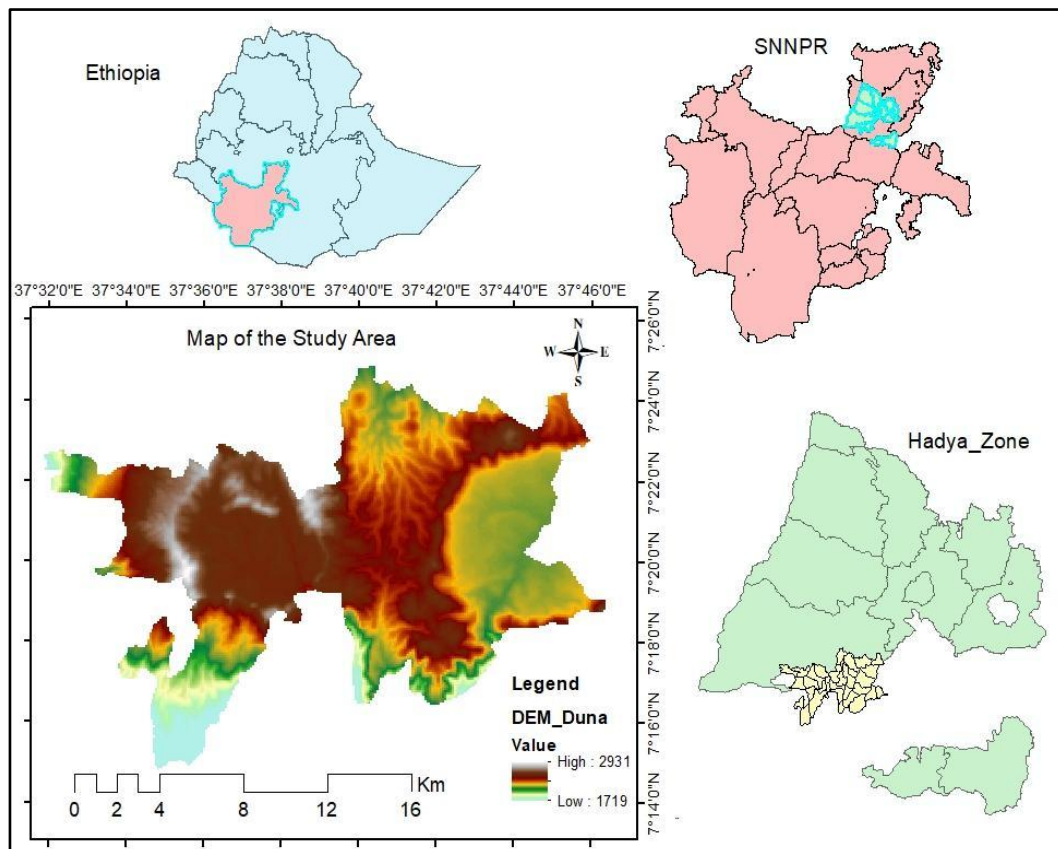 Ethiopia
SNNPR
37°32'0"E 37°34'0"E 37°36'0"E 37°38'0"E 37°40'0"E 37°42'0"E 37°44'0"E 37°46'0"E
Map of the Study Area
N
W E
S
7°26'0"N
7°24'0"N
7°22'0"N
7°20'0"N
7°18'0"N
7°16'0"N
7°14'0"N
Hadya_Zone
Legend
DEM_Duna
Value
High : 2931
Low : 1719
Km
0 2 4 8 12 16